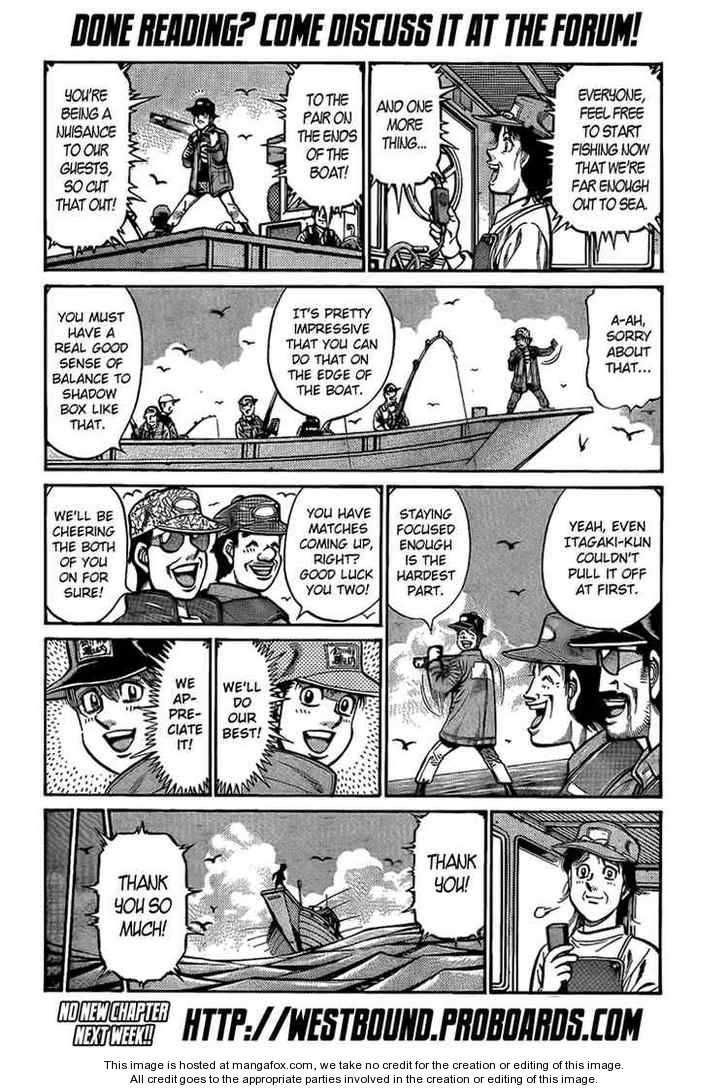 DONE READING? COME DISCUSS IT AT THE FORUM!
EVERYONE,
FEEL FREE
TO START
FISHING NOW
THAT WE'RE
FAR ENOUGH
OUT TO SEA.
AND ONE
MORE
THING...
TO THE
PAIR ON
THE ENDS
OF THE
BOAT!
YOU'RE
BEING A
NUISANCE
TO OUR
GUESTS,
SO CUT
THAT OUT!
A-AH,
SORRY
ABOUT
THAT...
IT'S PRETTY
IMPRESSIVE
THAT YOU CAN
DO THAT ON
THE EDGE OF
THE BOAT.
YOU MUST
HAVE A
REAL GOOD
SENSE OF
BALANCE TO
SHADOW
BOX LIKE
THAT.
YEAH, EVEN
ITAGAKI-KUN
COULDN'T
PULL IT OFF
AT FIRST.
STAYING
FOCUSED
ENOUGH
IS THE
HARDEST
PART.
YOU HAVE
MATCHES
COMING UP,
RIGHT?
GOOD LUCK
YOU TWO!
WE'LL BE
CHEERING
THE BOTH
OF YOU
ON FOR
SURE!
WE'LL
DO
OUR
BEST!
WE
AP-
PRE-
CIATE
IT!
THANK
YOU!
THANK
YOU SO
MUCH!
NO NEW CHAPTER
NEXT WEEK!!
HTTP://WESTBOUND.PROBOARDS.COM
This image is hosted at mangafox.com, we take no credit for the creation or editing of this image.
All credit goes to the appropriate parties involved in the creation or editing of this image.